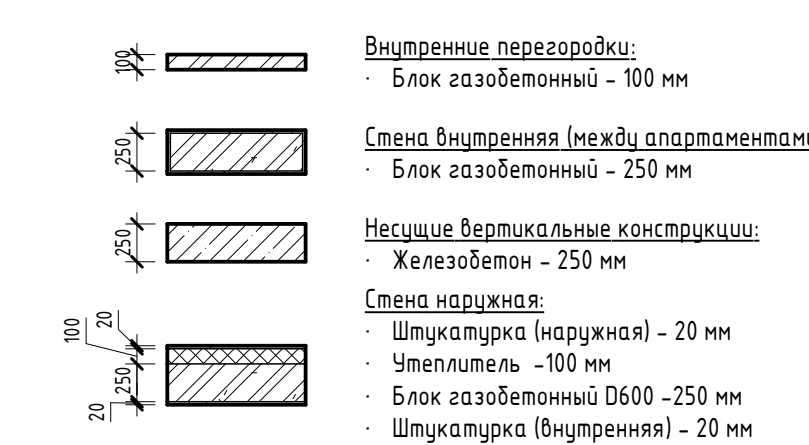 100
Внутренние перегородки:
· Блок газобетонный - 100 мм
250
Стена внутренняя (между апартаментам
· Блок газобетонный - 250 мм
250
Несущие вертикальные конструкции:
· Железобетон - 250 мм
Стена наружная:
100 20
· Штукатурка (наружная) - 20 мм
· Утеплитель -100 мм
250
· Блок газобетонный D600 -250 мм
20
· Штукатурка (внутренняя) - 20 мм